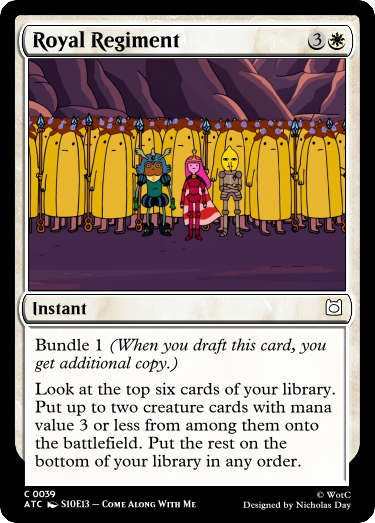 Royal Regiment 3
Instant
Bundle 1 (When you draft this card, you
get additional copy.)
Look at the top six cards of your library.
Put up to two creature cards with mana
value 3 or less from among them onto
the battlefield. Put the rest on the
bottom of your library in any order.
C 0039 © WotC
ATC S10E13 — Come Along With Me Designed by Nicholas Day